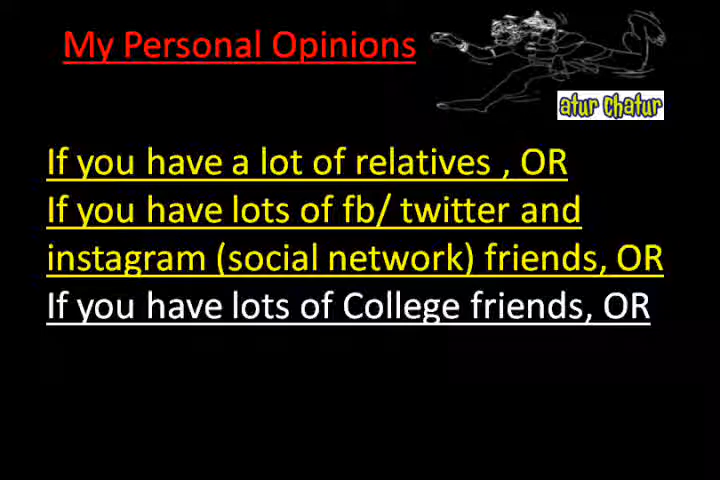 My Personal Opinions
atur chatur
If you have a lot of relatives , OR
If you have lots of fb/ twitter and
instagram (social network) friends, OR
If you have lots of College friends, OR